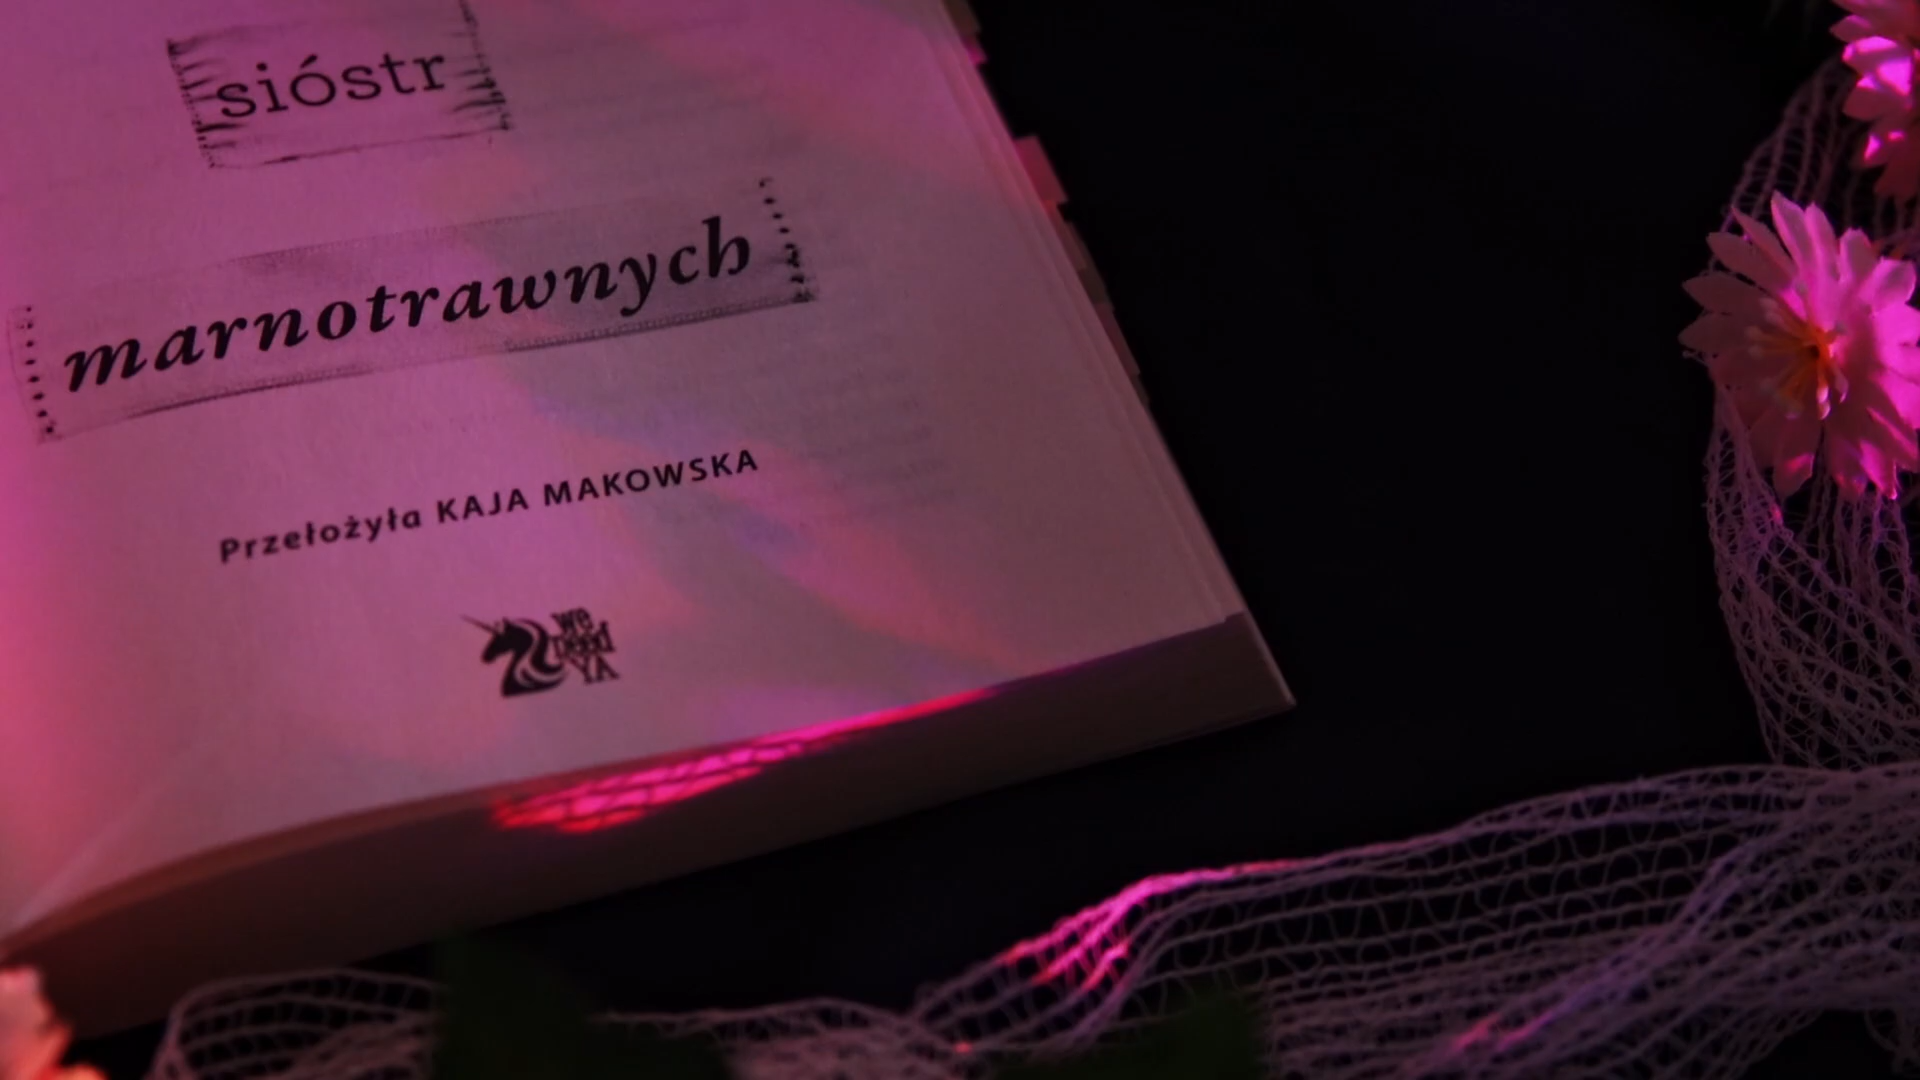 sióstr
marnotrawnych
Przełożyła KAJA MAKOWSKA
we
need
YA